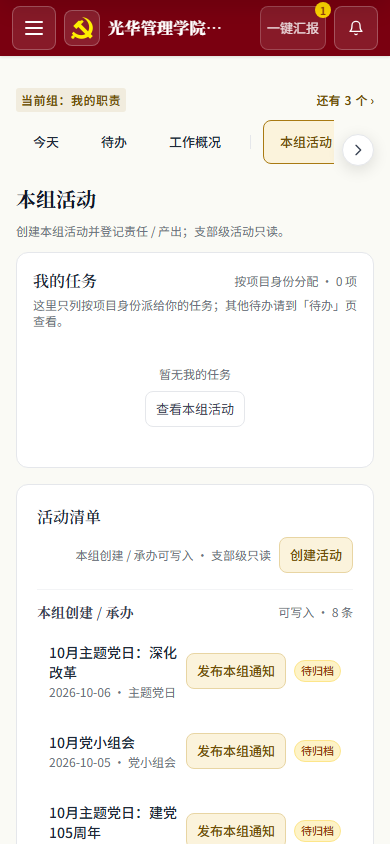 光华管理学院…
一键汇报
1
当前组：我的职责
还有 3 个 ›
今天
待办
工作概况
本组活动
本组活动
创建本组活动并登记责任 / 产出；支部级活动只读。
我的任务
按项目身份分配 · 0 项
这里只列按项目身份派给你的任务；其他待办请到「待办」页
查看。
暂无我的任务
查看本组活动
活动清单
本组创建 / 承办可写入 · 支部级只读
创建活动
本组创建 / 承办
可写入 · 8 条
10月主题党日：深化
改革
2026-10-06 · 主题党日
发布本组通知
待归档
10月党小组会
2026-10-05 · 党小组会
发布本组通知
待归档
10月主题党日：建党
105周年
发布本组通知
待归档